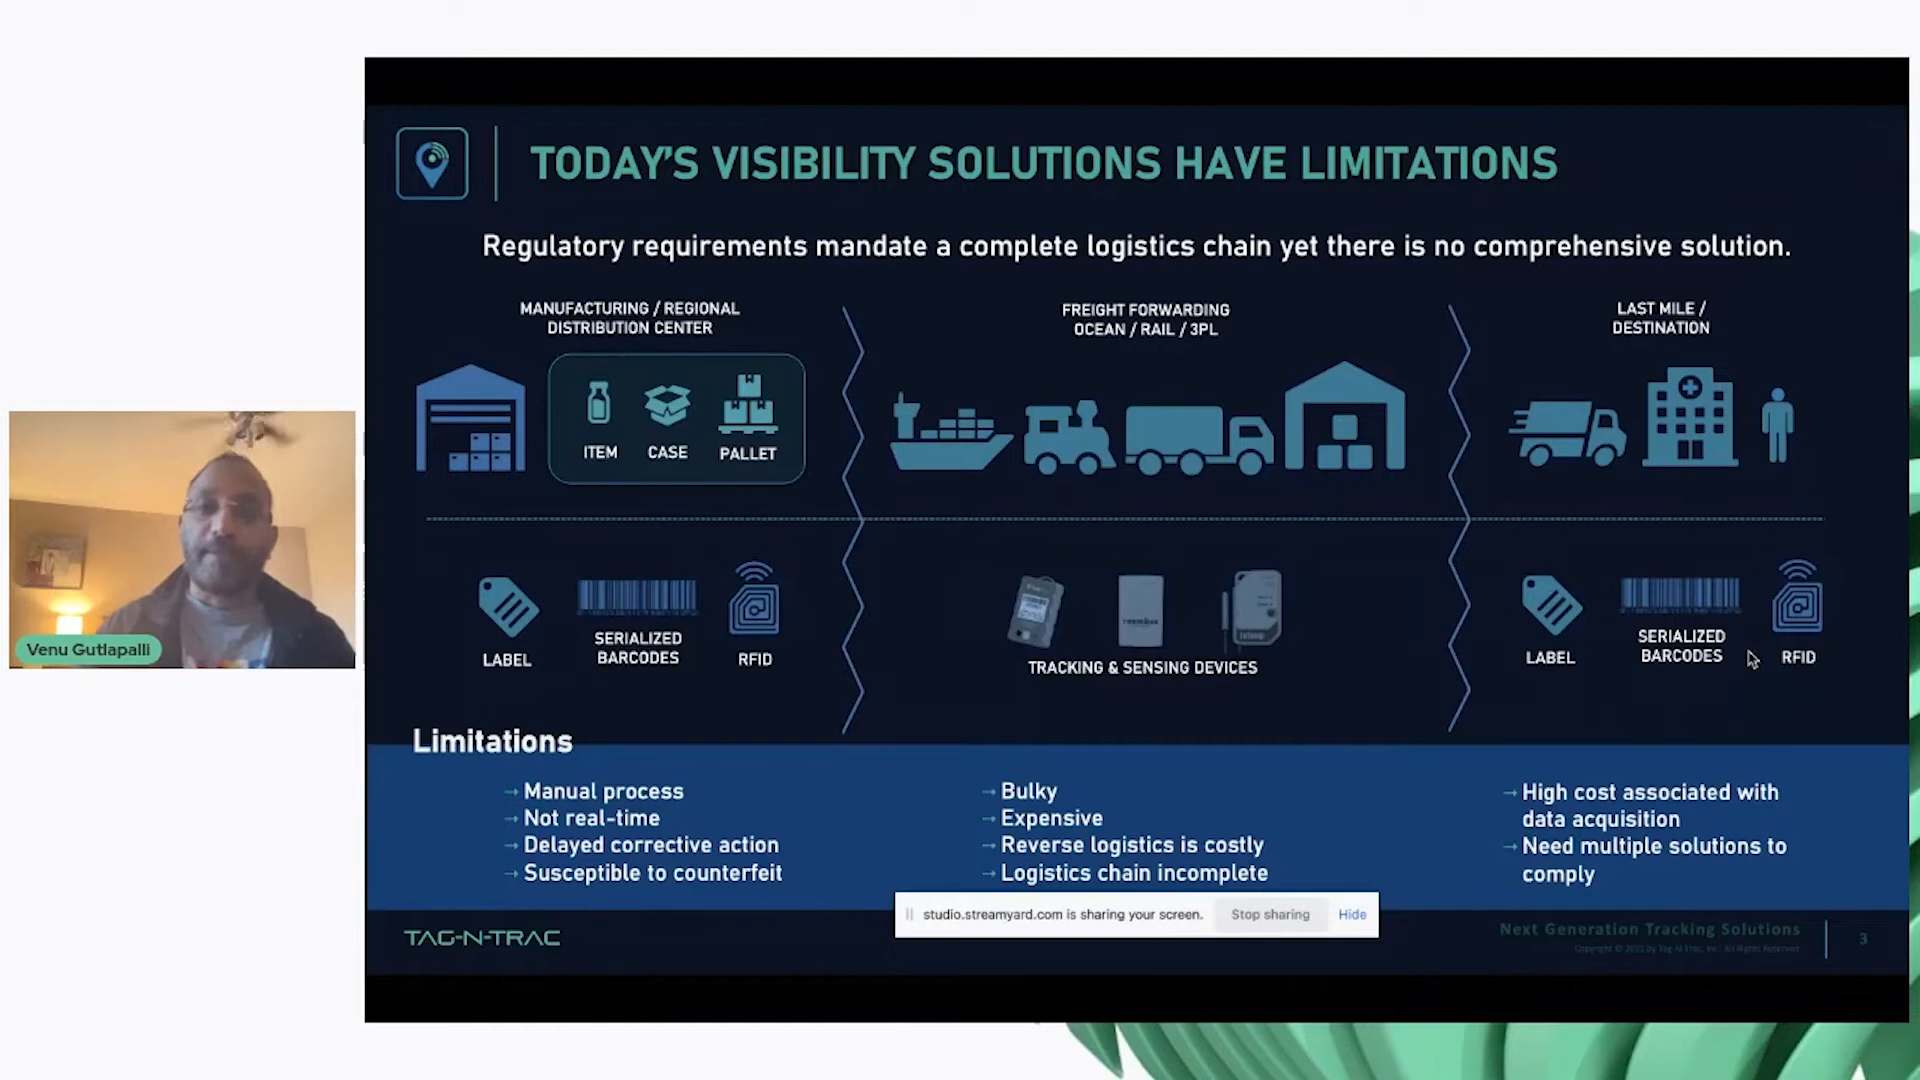 TODAY'S VISIBILITY SOLUTIONS HAVE LIMITATIONS
Regulatory requirements mandate a complete logistics chain yet there is no comprehensive solution.
MANUFACTURING / REGIONAL
DISTRIBUTION CENTER
ITEM
CASE
PALLET
LABEL
SERIALIZED
BARCODES
RFID
FREIGHT FORWARDING
OCEAN / RAIL / 3PL
TRACKING & SENSING DEVICES
LAST MILE /
DESTINATION
LABEL
SERIALIZED
BARCODES
RFID
Venu Gutlapalli
Limitations
→ Manual process
→ Not real-time
→ Delayed corrective action
→ Susceptible to counterfeit
→ Bulky
→ Expensive
→ Reverse logistics is costly
→ Logistics chain incomplete
→ High cost associated with
data acquisition
→ Need multiple solutions to
comply
studio.streamyard.com is sharing your screen.
Stop sharing
Hide
TAG-N-TRAC
Next Generation Tracking Solutions
3